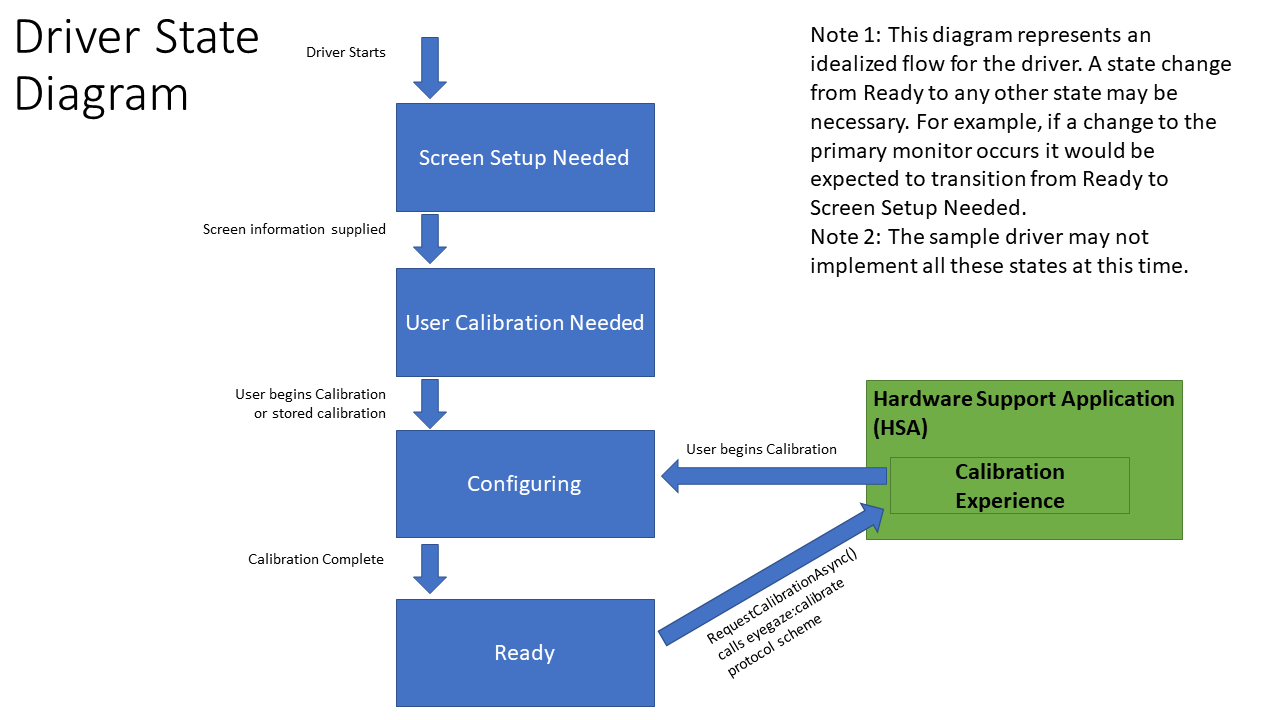 Driver State
Diagram
Driver Starts
Screen Setup Needed
Screen information supplied
User Calibration Needed
User begins Calibration
or stored calibration
Configuring
Calibration Complete
Ready
Note 1: This diagram represents an
idealized flow for the driver. A state change
from Ready to any other state may be
necessary. For example, if a change to the
primary monitor occurs it would be
expected to transition from Ready to
Screen Setup Needed.
Note 2: The sample driver may not
implement all these states at this time.
Hardware Support Application
(HSA)
Calibration
Experience
User begins Calibration
RequestCalibrationAsync()
calls eyegaze:calibrate
protocol scheme